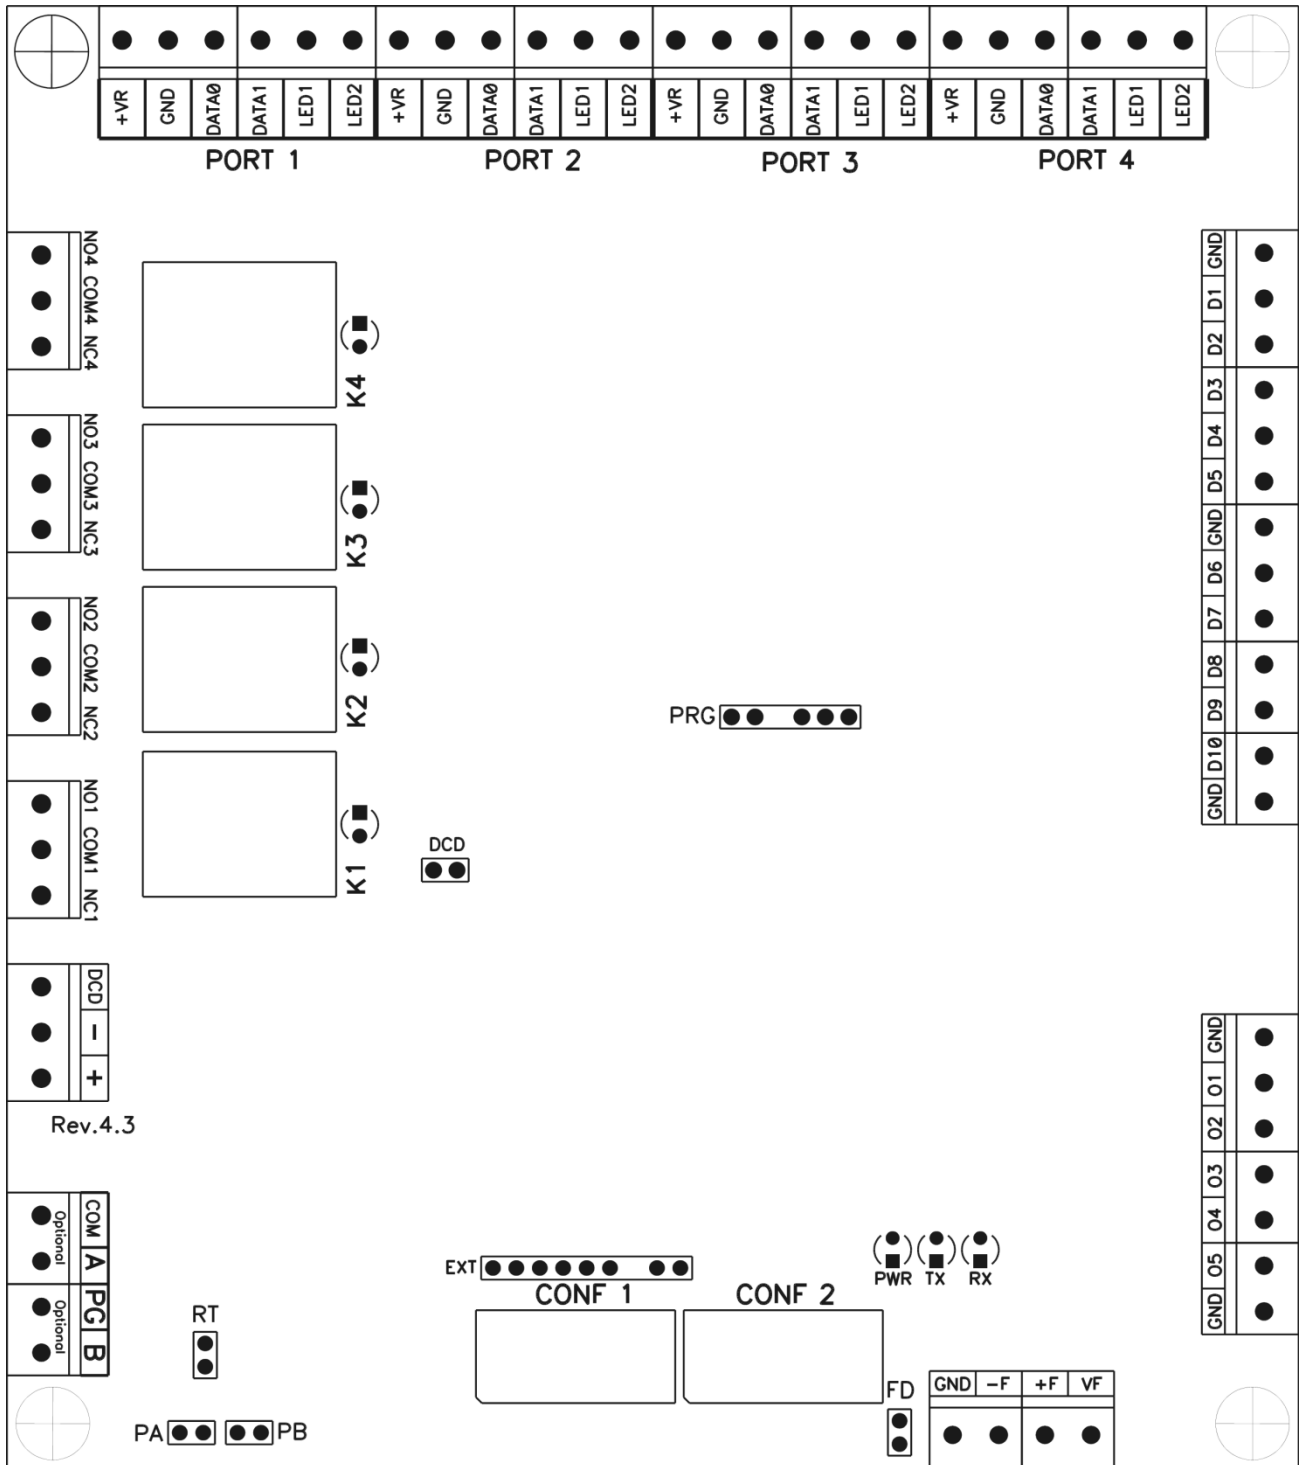 +VR GND DATA0 DATA1 LED1 LED2 +VR GND DATA0 DATA1 LED1 LED2 +VR GND DATA0 DATA1 LED1 LED2 +VR GND DATA0 DATA1 LED1 LED2
PORT 1 PORT 2 PORT 3 PORT 4
NO4 COM4 NC4
K4
NO3 COM3 NC3
K3
NO2 COM2 NC2
K2
NO1 COM1 NC1
K1
DCD
PRG
GND
D1
D2
D3
D4
D5
GND
D6
D7
D8
D9
D10
GND
DCD
-
+
Rev.4.3
COM
A
Optional
PG
B
Optional
RT
PA
PB
EXT
CONF 1 CONF 2
PWR TX RX
FD
GND -F +F VF
GND
O1
O2
O3
O4
O5
GND